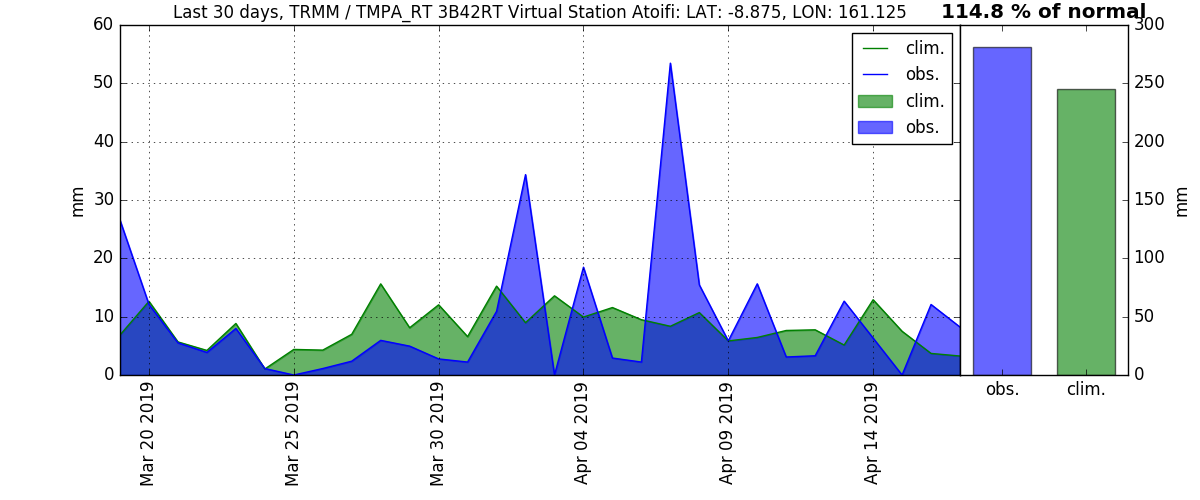 Last 30 days, TRMM / TMPA_RT 3B42RT Virtual Station Atoifi: LAT: -8.875, LON: 161.125
114.8 % of normal
60
50
40
30
20
10
0
mm
clim.
obs.
clim.
obs.
300
250
200
150
100
50
0
mm
obs.
clim.
Mar 20 2019
Mar 25 2019
Mar 30 2019
Apr 04 2019
Apr 09 2019
Apr 14 2019